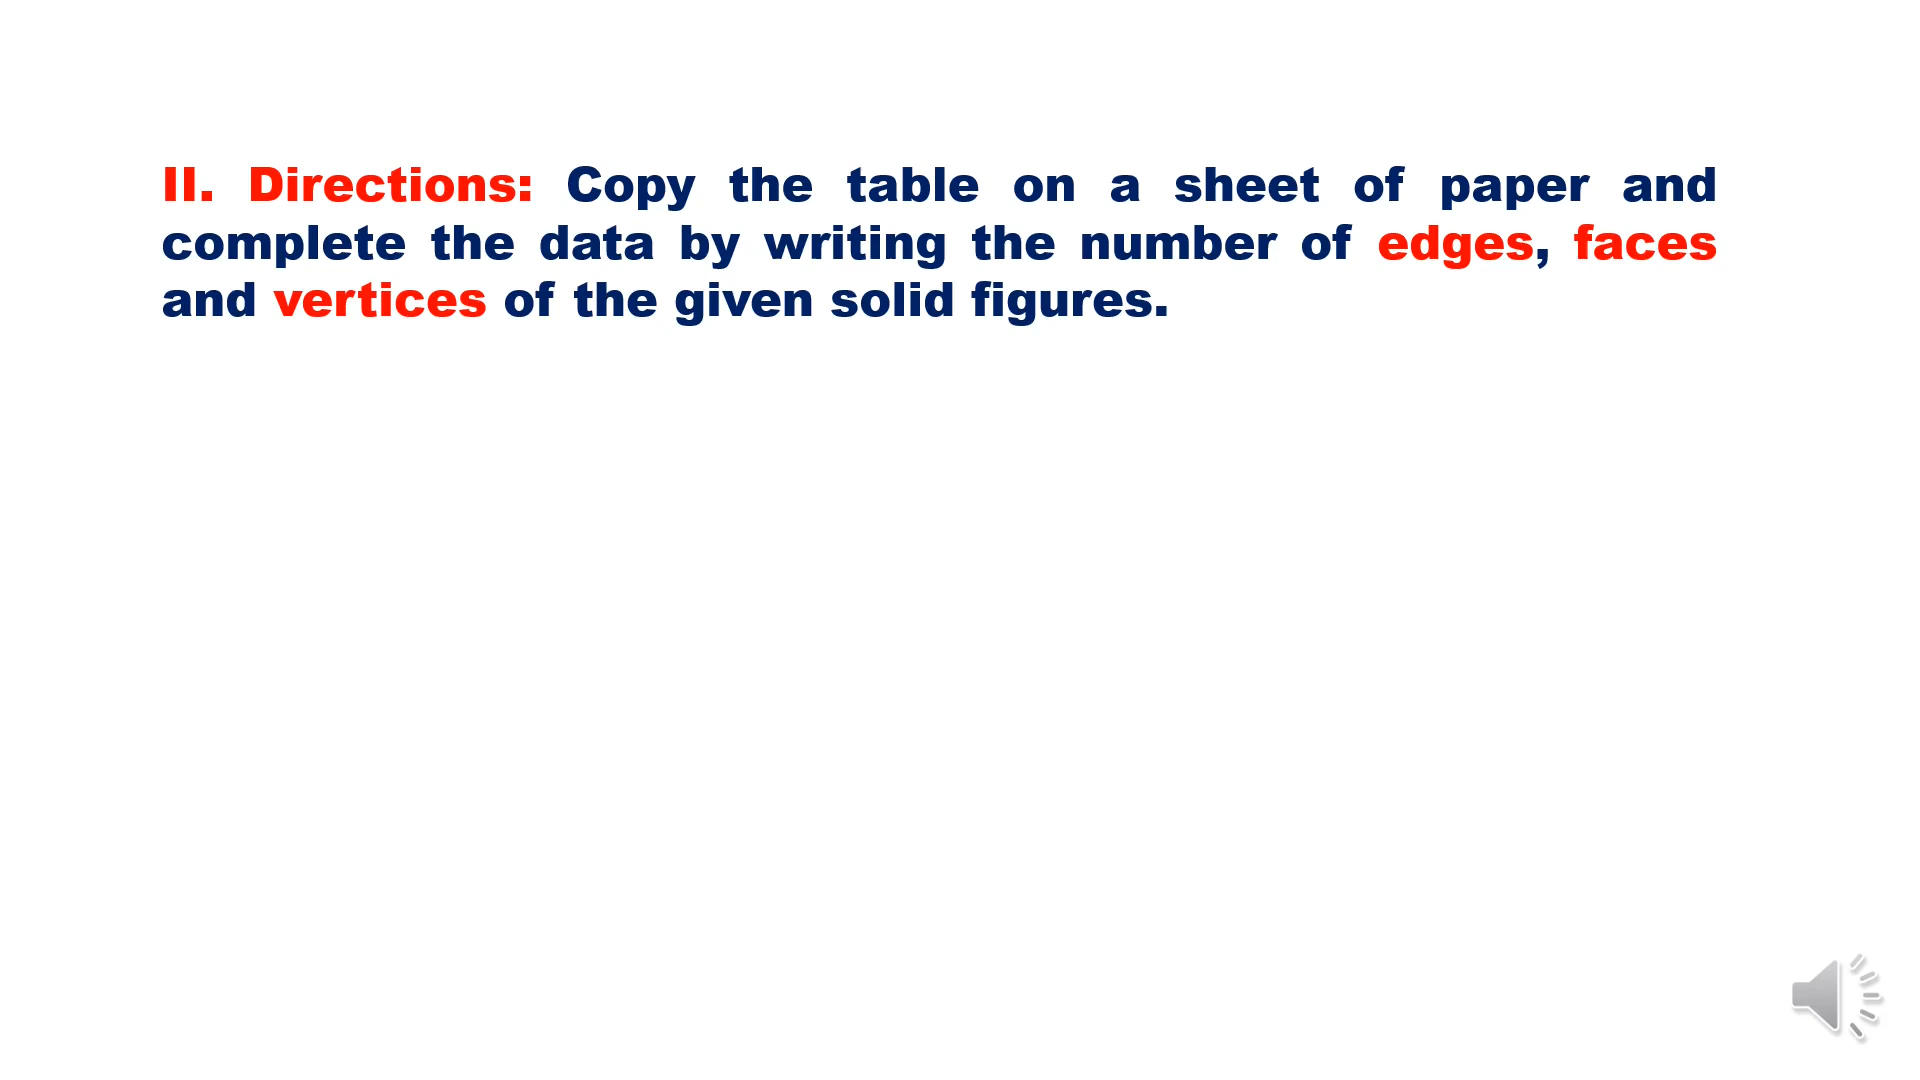 II. Directions: Copy the table on a sheet of paper and
complete the data by writing the number of edges, faces
and vertices of the given solid figures.